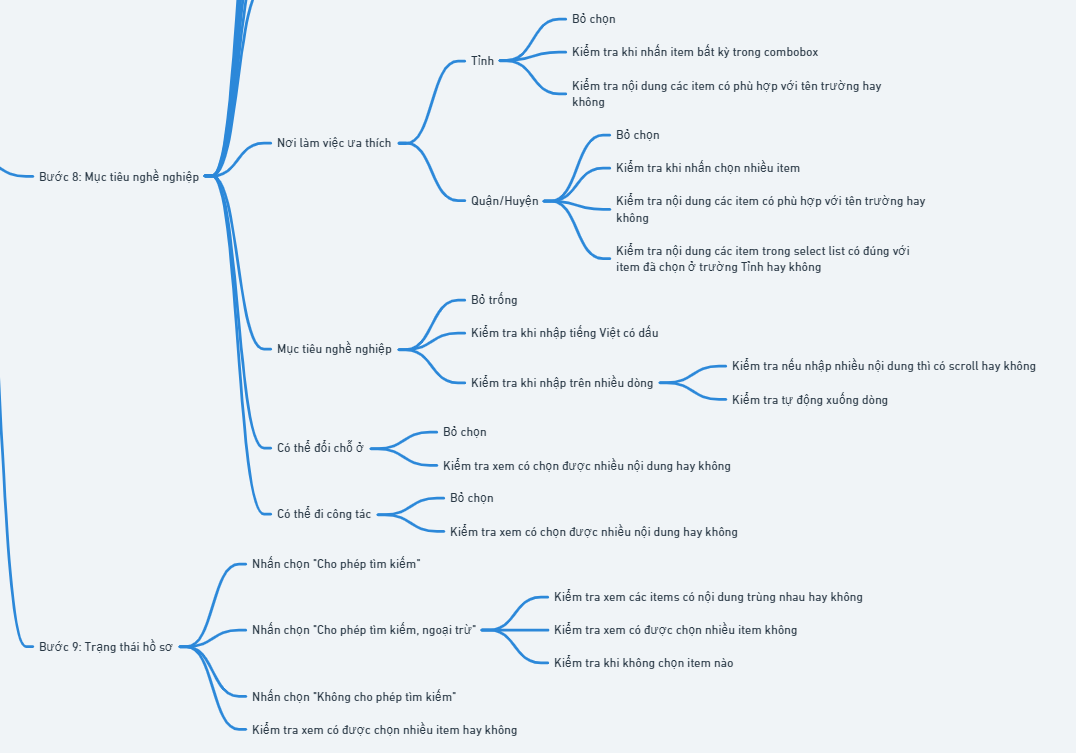 Bước 8: Mục tiêu nghề nghiệp
Nơi làm việc ưa thích
Tỉnh
Bỏ chọn
Kiểm tra khi nhấn item bất kỳ trong combobox
Kiểm tra nội dung các item có phù hợp với tên trường hay
không
Quận/Huyện
Bỏ chọn
Kiểm tra khi nhấn chọn nhiều item
Kiểm tra nội dung các item có phù hợp với tên trường hay
không
Kiểm tra nội dung các item trong select list có đúng với
item đã chọn ở trường Tỉnh hay không
Mục tiêu nghề nghiệp
Bỏ trống
Kiểm tra khi nhập tiếng Việt có dấu
Kiểm tra khi nhập trên nhiều dòng
Kiểm tra nếu nhập nhiều nội dung thì có scroll hay không
Kiểm tra tự động xuống dòng
Có thể đổi chỗ ở
Bỏ chọn
Kiểm tra xem có chọn được nhiều nội dung hay không
Có thể đi công tác
Bỏ chọn
Kiểm tra xem có chọn được nhiều nội dung hay không
Bước 9: Trạng thái hồ sơ
Nhấn chọn "Cho phép tìm kiếm"
Nhấn chọn "Cho phép tìm kiếm, ngoại trừ"
Kiểm tra xem các items có nội dung trùng nhau hay không
Kiểm tra xem có được chọn nhiều item không
Kiểm tra khi không chọn item nào
Nhấn chọn "Không cho phép tìm kiếm"
Kiểm tra xem có được chọn nhiều item hay không